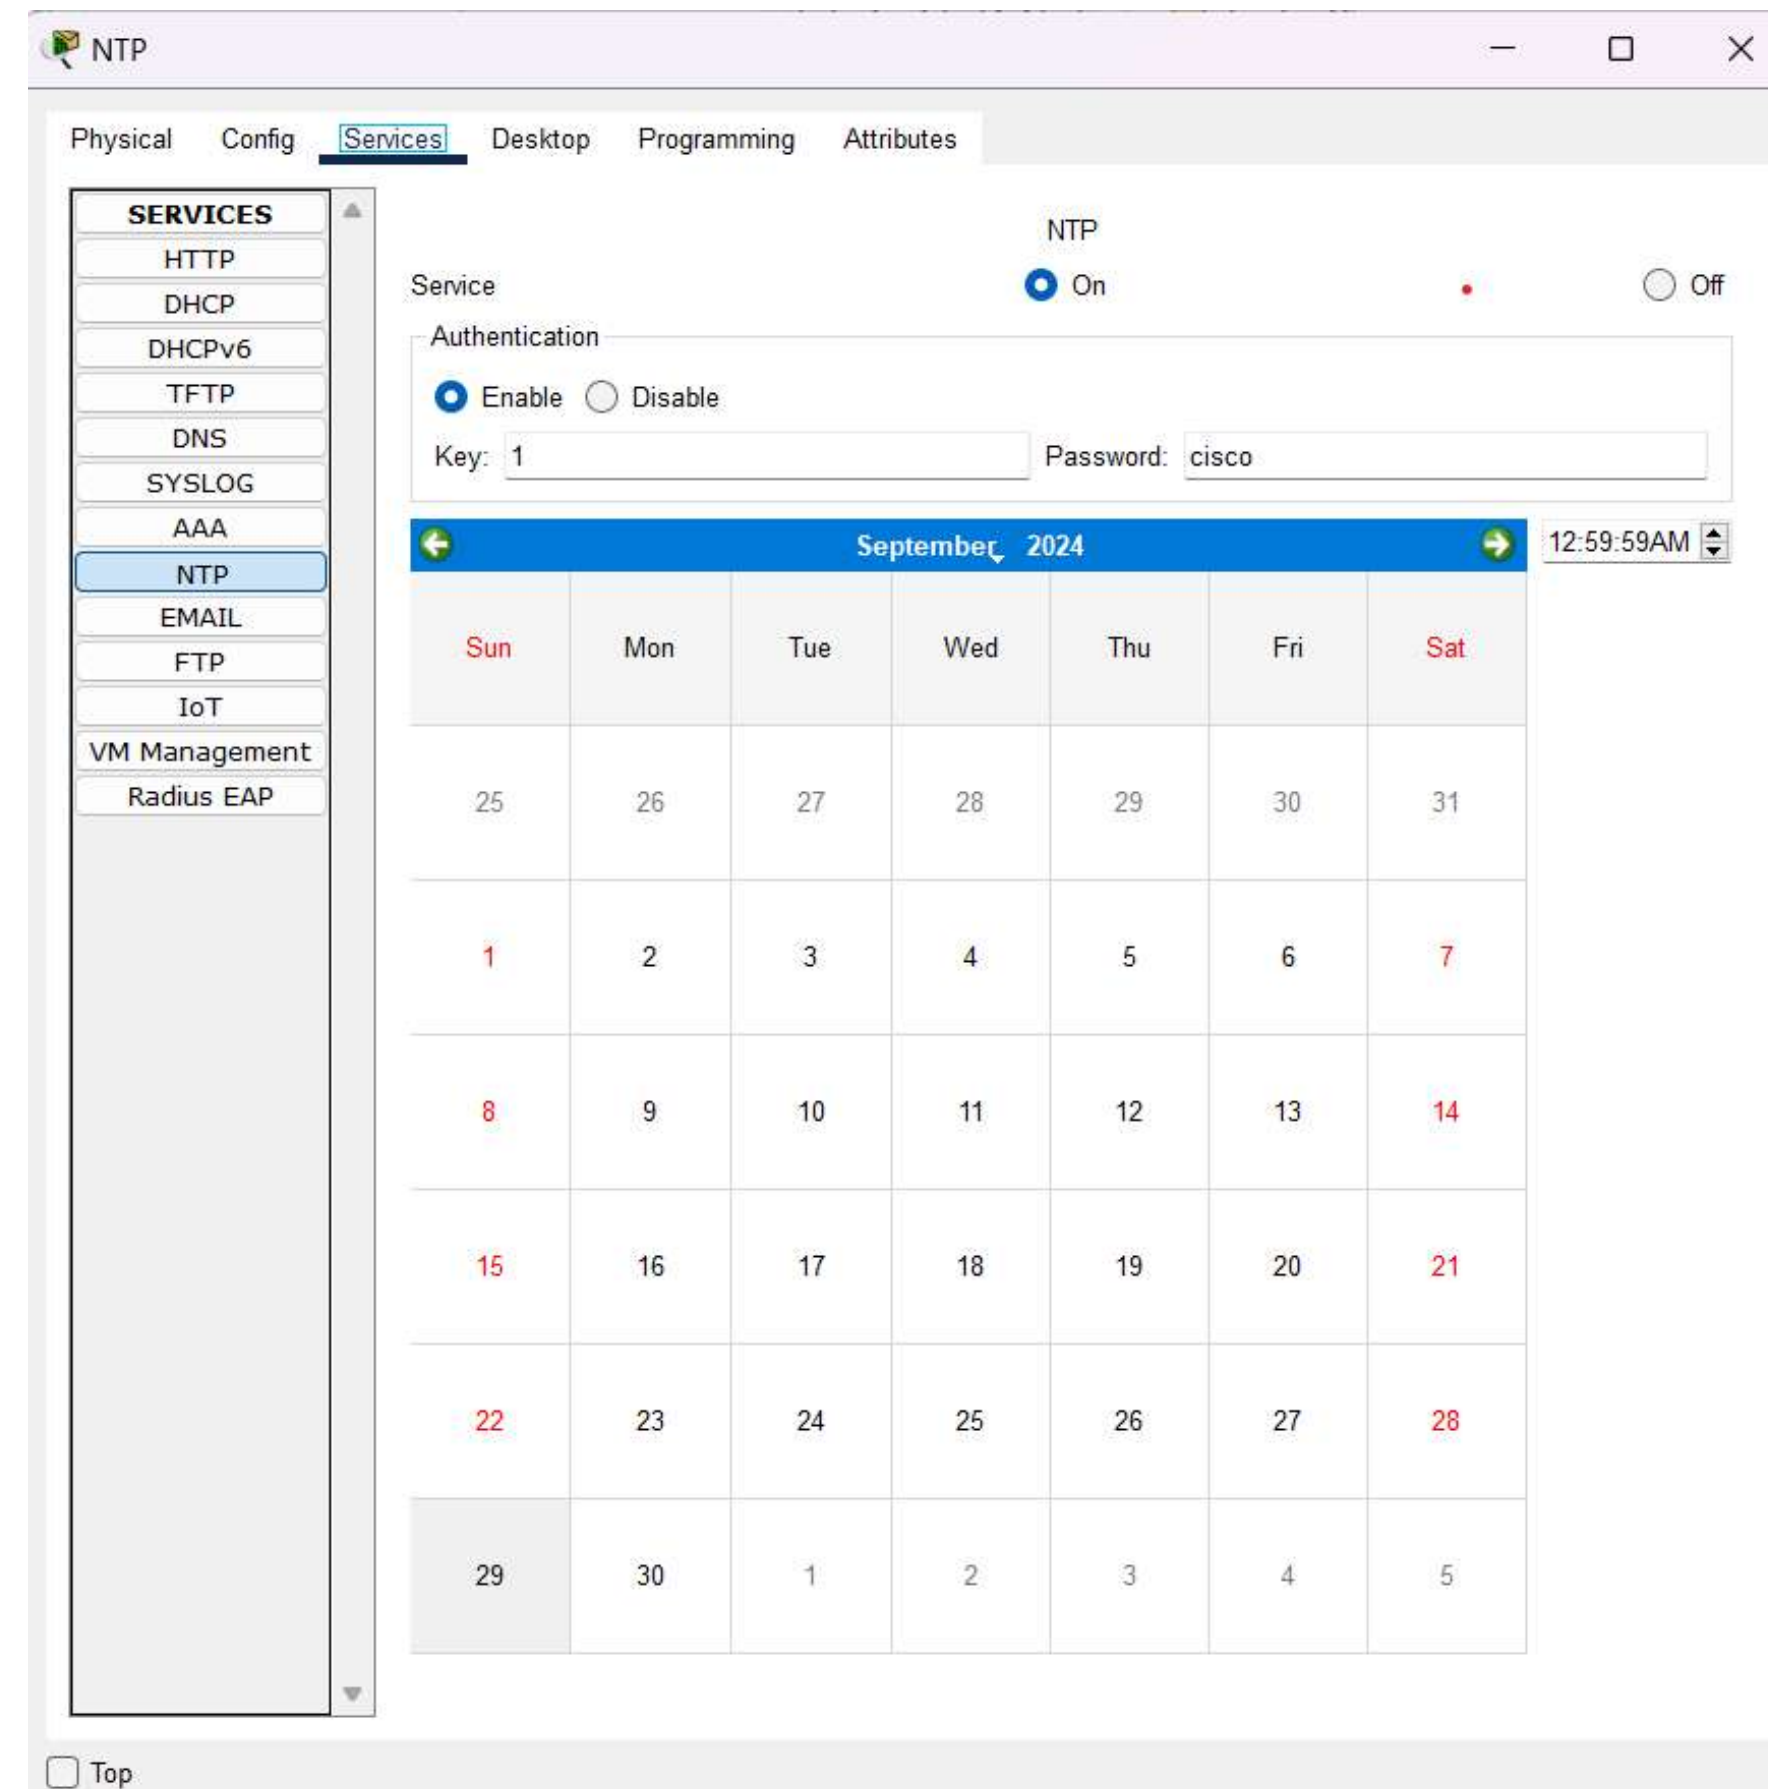 NTP
Physical Config Services Desktop Programming Attributes
SERVICES
HTTP
DHCP
DHCPv6
TFTP
DNS
SYSLOG
AAA
NTP
EMAIL
FTP
IoT
VM Management
Radius EAP
NTP
Service On Off
Authentication
Enable Disable
Key: 1 Password: cisco
September, 2024 12:59:59AM
Sun Mon Tue Wed Thu Fri Sat
25 26 27 28 29 30 31
1 2 3 4 5 6 7
8 9 10 11 12 13 14
15 16 17 18 19 20 21
22 23 24 25 26 27 28
29 30 1 2 3 4 5
Top